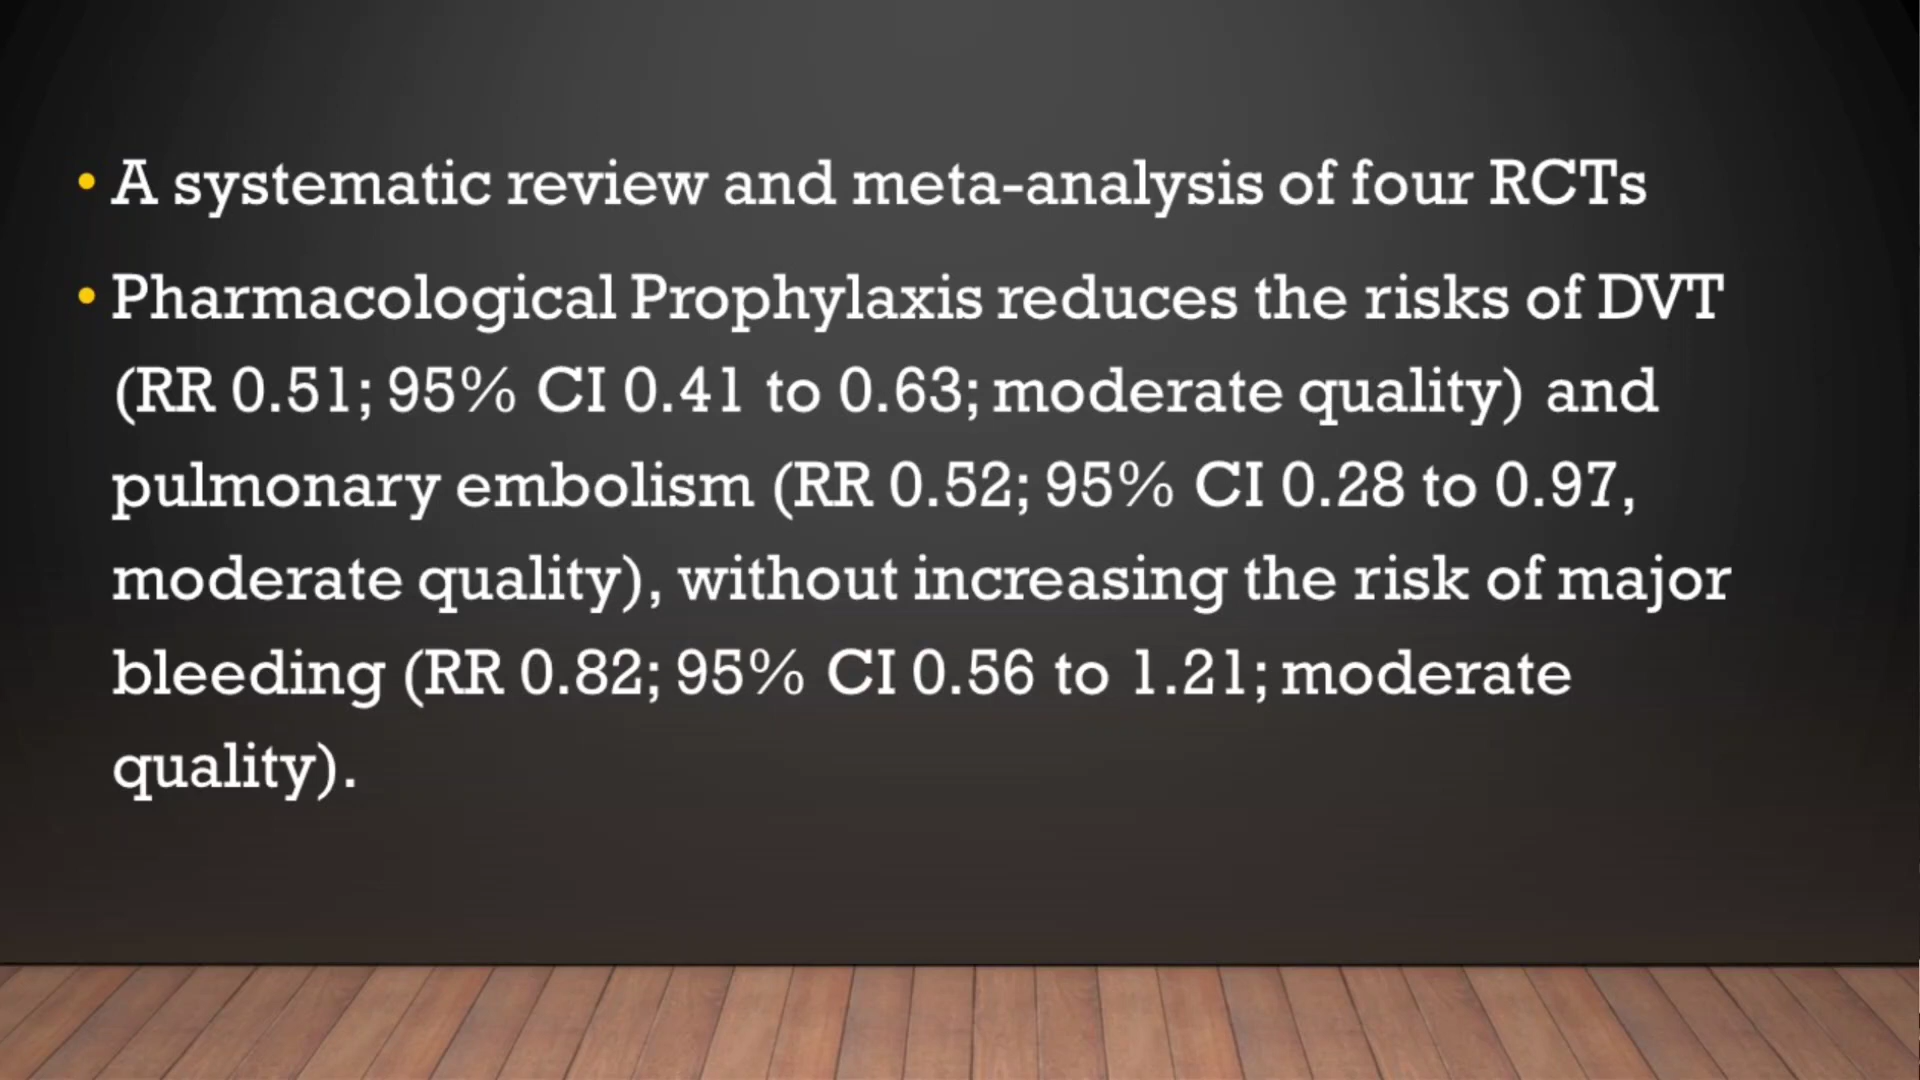 • A systematic review and meta-analysis of four RCTs
• Pharmacological Prophylaxis reduces the risks of DVT
(RR 0.51; 95% CI 0.41 to 0.63; moderate quality) and
pulmonary embolism (RR 0.52; 95% CI 0.28 to 0.97,
moderate quality), without increasing the risk of major
bleeding (RR 0.82; 95% CI 0.56 to 1.21; moderate
quality).